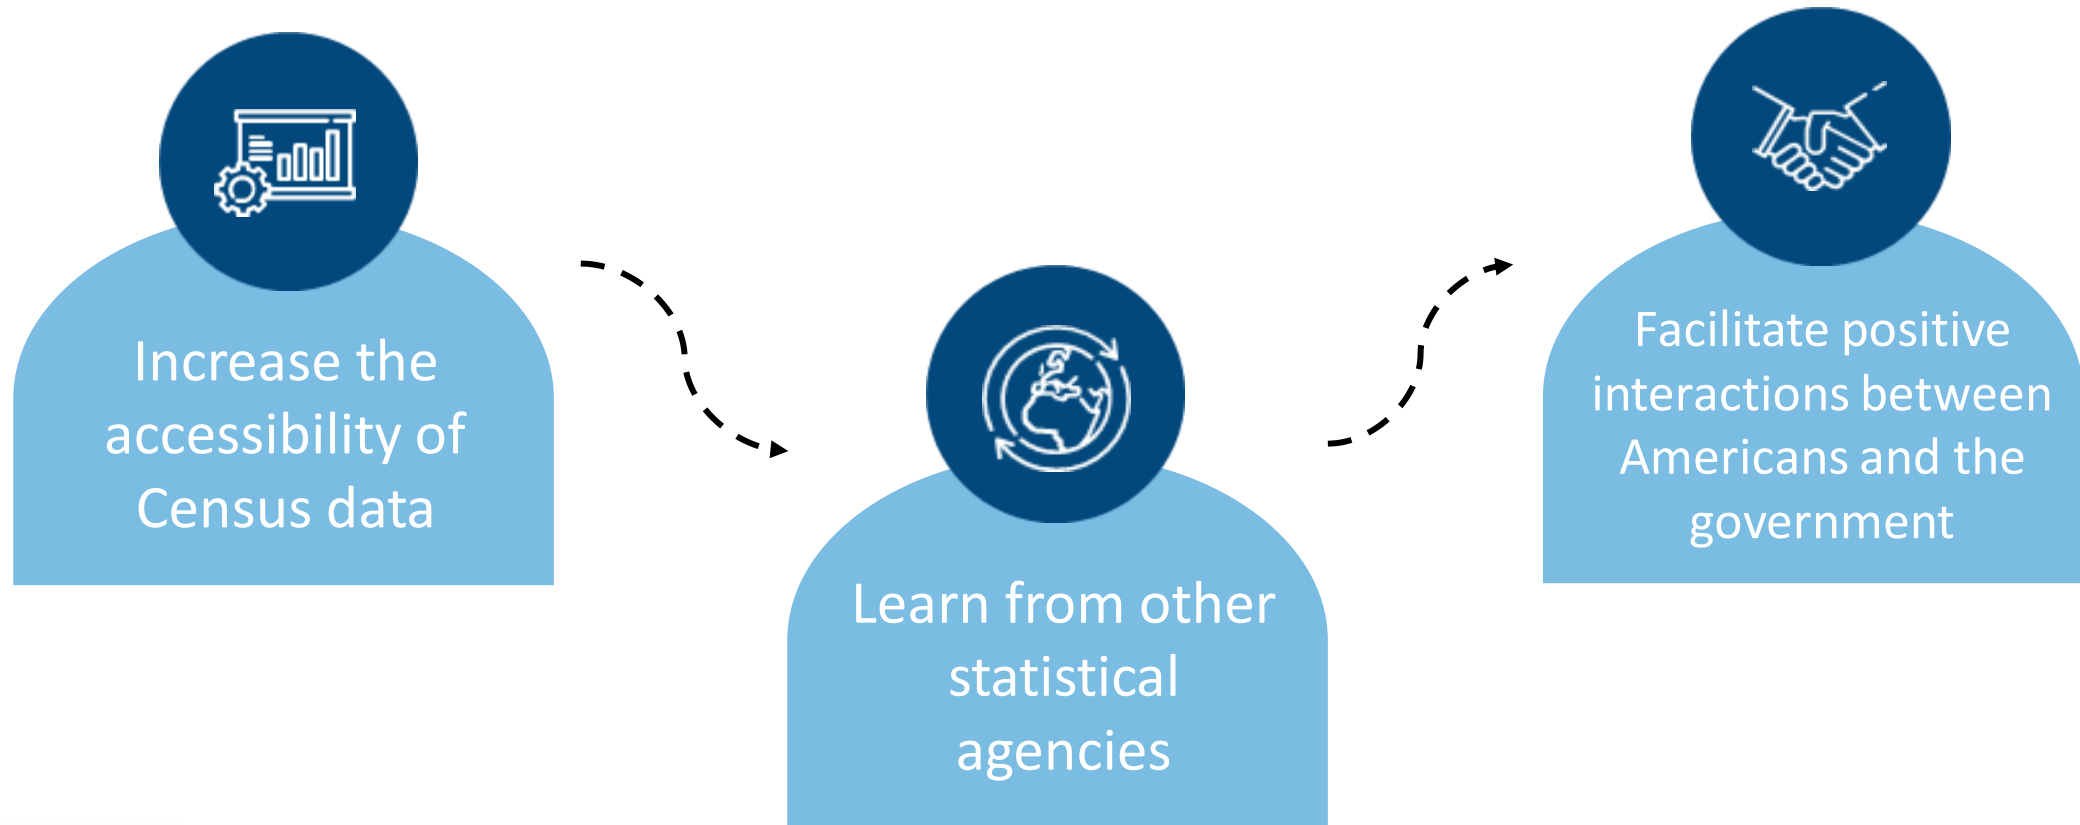 Increase the
accessibility of
Census data
Learn from other
statistical
agencies
Facilitate positive
interactions between
Americans and the
government